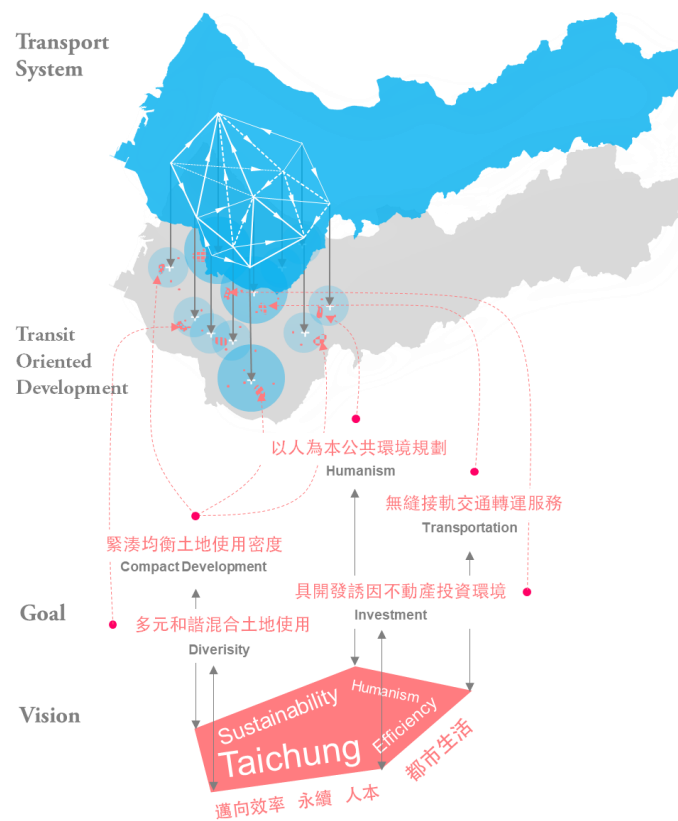 Transport
System
Transit
Oriented
Development
以人為本公共環境規劃
Humanism
無縫接軌交通轉運服務
Transportation
緊湊均衡土地使用密度
Compact Development
具開發誘因不動產投資環境
Investment
Goal
多元和諧混合土地使用
Diverisity
Vision
Sustainability
Humanism
Efficiency
Taichung
都市生活
邁向效率 永續 人本